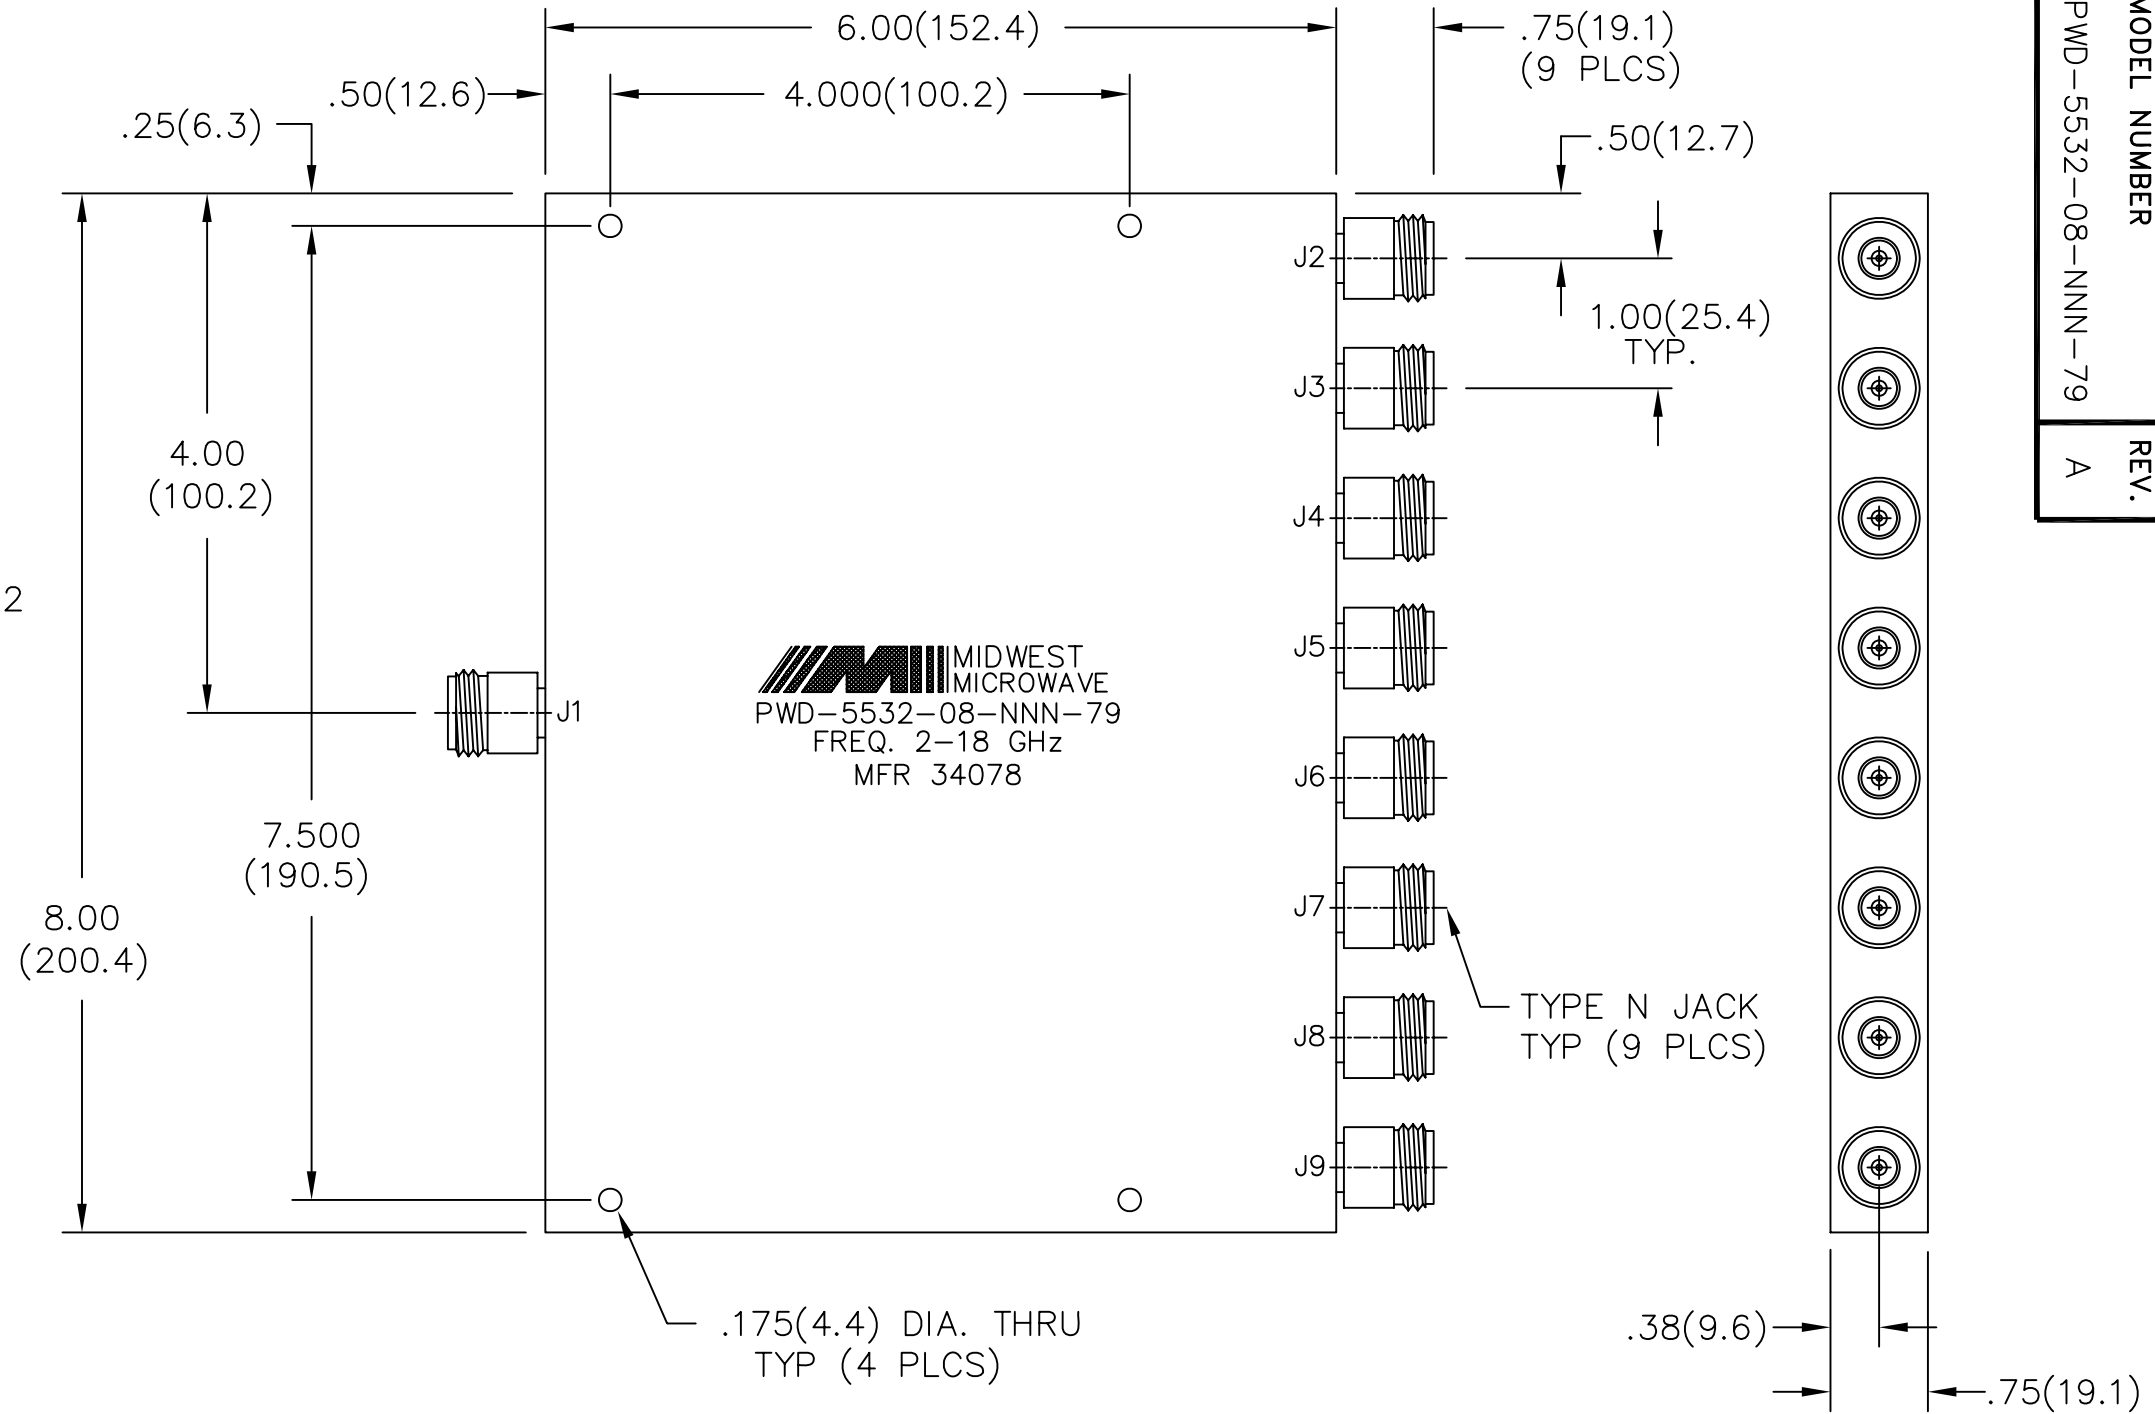 6.00(152.4)
.75(19.1)
(9 PLCS)
.50(12.6)
4.000(100.2)
.25(6.3)
.50(12.7)
MODEL NUMBER
PWD-5532-08-NNN-79
REV.
A
J2
1.00(25.4)
TYP.
J3
4.00
(100.2)
J4
2
J5
MIDWEST
MICROWAVE
J1
PWD-5532-08-NNN-79
FREQ. 2-18 GHz
MFR 34078
J6
7.500
(190.5)
J7
8.00
(200.4)
TYPE N JACK
TYP (9 PLCS)
J8
J9
.175(4.4) DIA. THRU
TYP (4 PLCS)
.38(9.6)
.75(19.1)